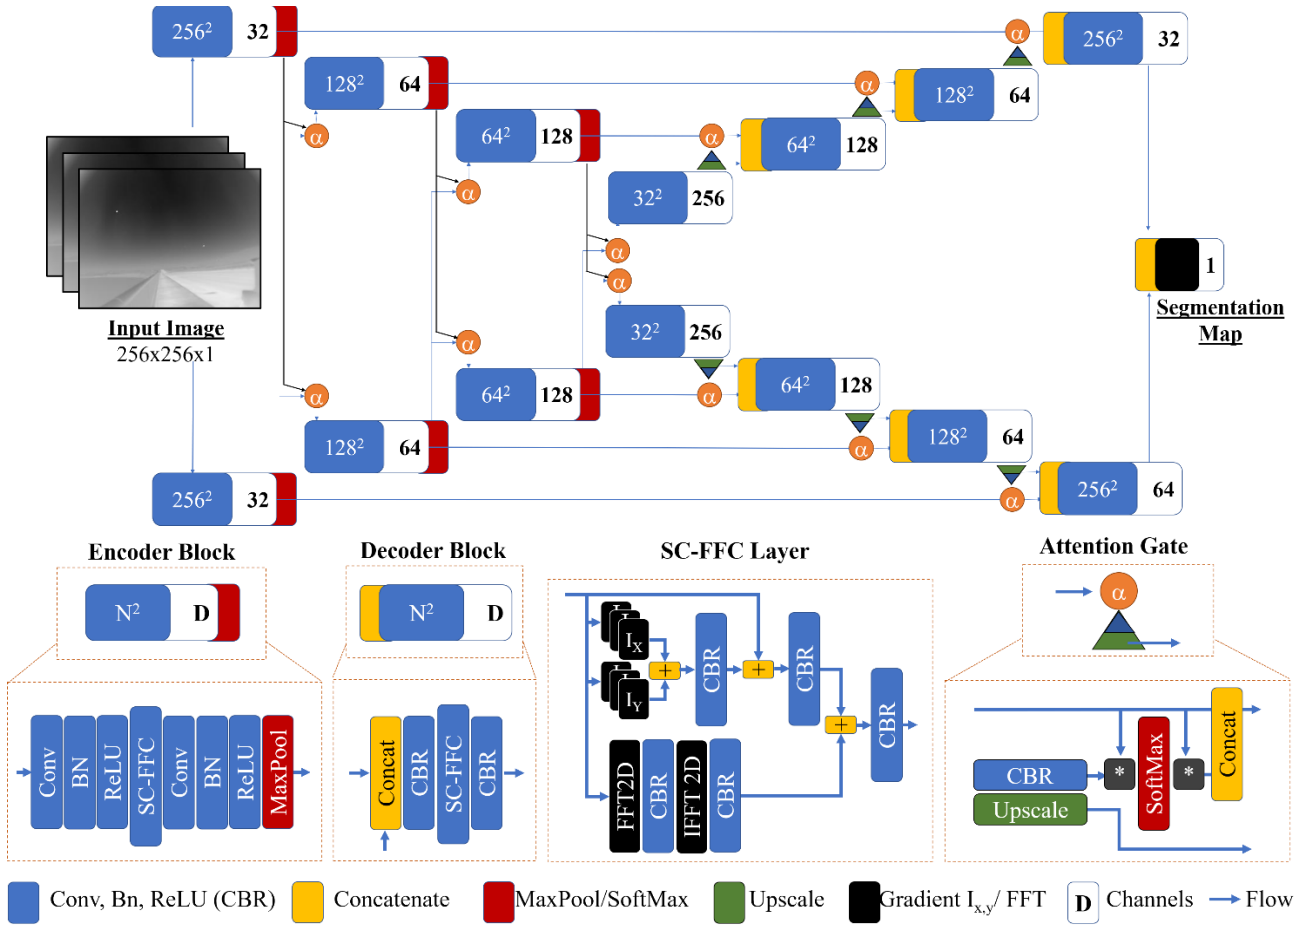 256² 32
α
256² 32
128² 64
α
128² 64
α
64² 128
α
64² 128
α
32² 256
α
α
α
Input Image
256x256x1
1
Segmentation
Map
α
32² 256
α
64² 128
α
64² 128
α
128² 64
α
128² 64
α
256² 32
α
256² 64
Encoder Block
Decoder Block
SC-FFC Layer
Attention Gate
N² D
N² D
α
Conv
BN
ReLU
SC-FFC
Conv
BN
ReLU
MaxPool
Concat
CBR
SC-FFC
CBR
I_X
I_Y
+
CBR
+
CBR
+
CBR
FFT2D
CBR
IFFT 2D
CBR
CBR
Upscale
*
SoftMax
*
Concat
Conv, Bn, ReLU (CBR)
Concatenate
MaxPool/SoftMax
Upscale
Gradient I_x,y/ FFT
D Channels
Flow